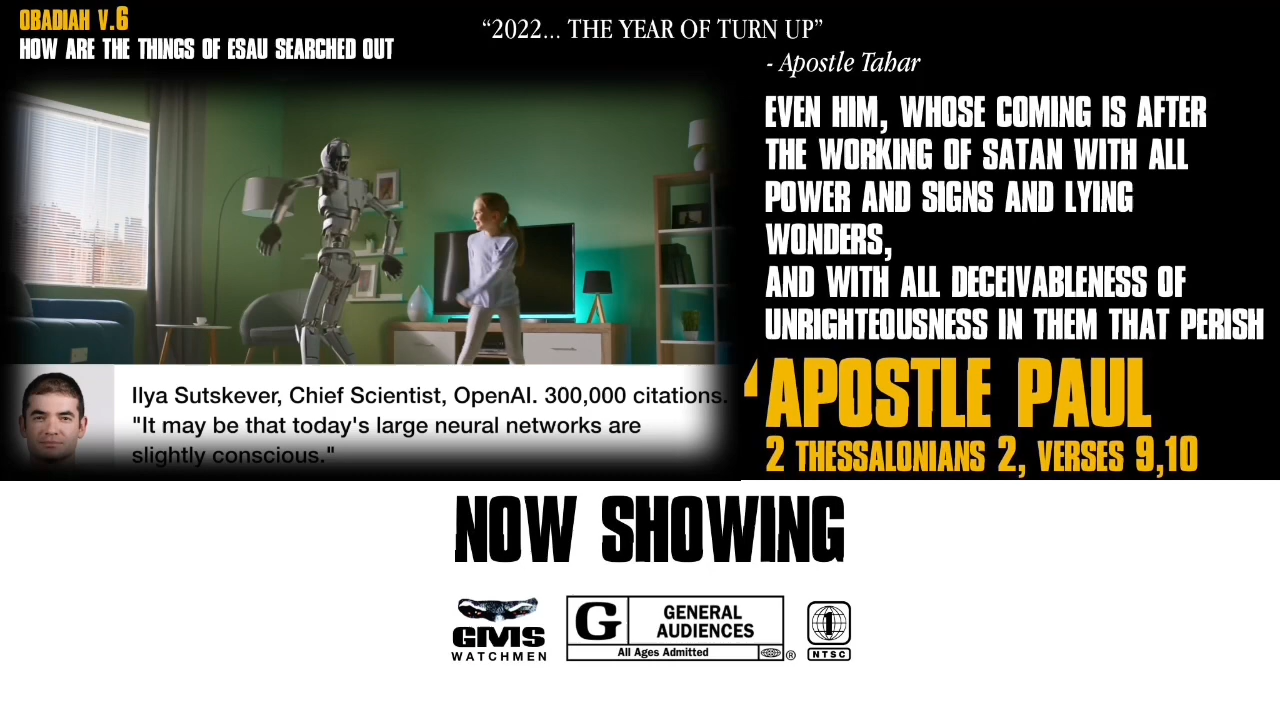 OBADIAH V.6
HOW ARE THE THINGS OF ESAU SEARCHED OUT
“2022... THE YEAR OF TURN UP”
- Apostle Tahar
EVEN HIM, WHOSE COMING IS AFTER
THE WORKING OF SATAN WITH ALL
POWER AND SIGNS AND LYING
WONDERS,
AND WITH ALL DECEIVABLENESS OF
UNRIGHTEOUSNESS IN THEM THAT PERISH
APOSTLE PAUL
2 THESSALONIANS 2, VERSES 9,10
Ilya Sutskever, Chief Scientist, OpenAI. 300,000 citations.
"It may be that today's large neural networks are
slightly conscious."
NOW SHOWING
GMS
WATCHMEN
G
GENERAL
AUDIENCES
All Ages Admitted
®
1
NTSC